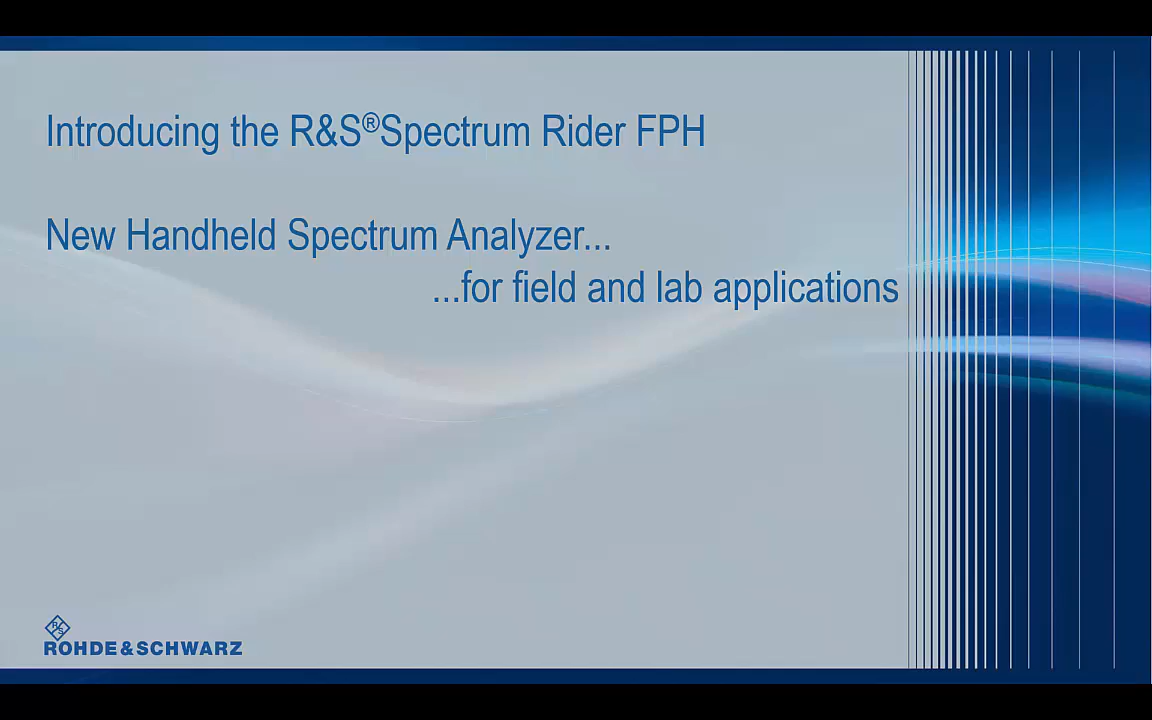 Introducing the R&S®Spectrum Rider FPH
New Handheld Spectrum Analyzer...
...for field and lab applications
R&S
ROHDE&SCHWARZ